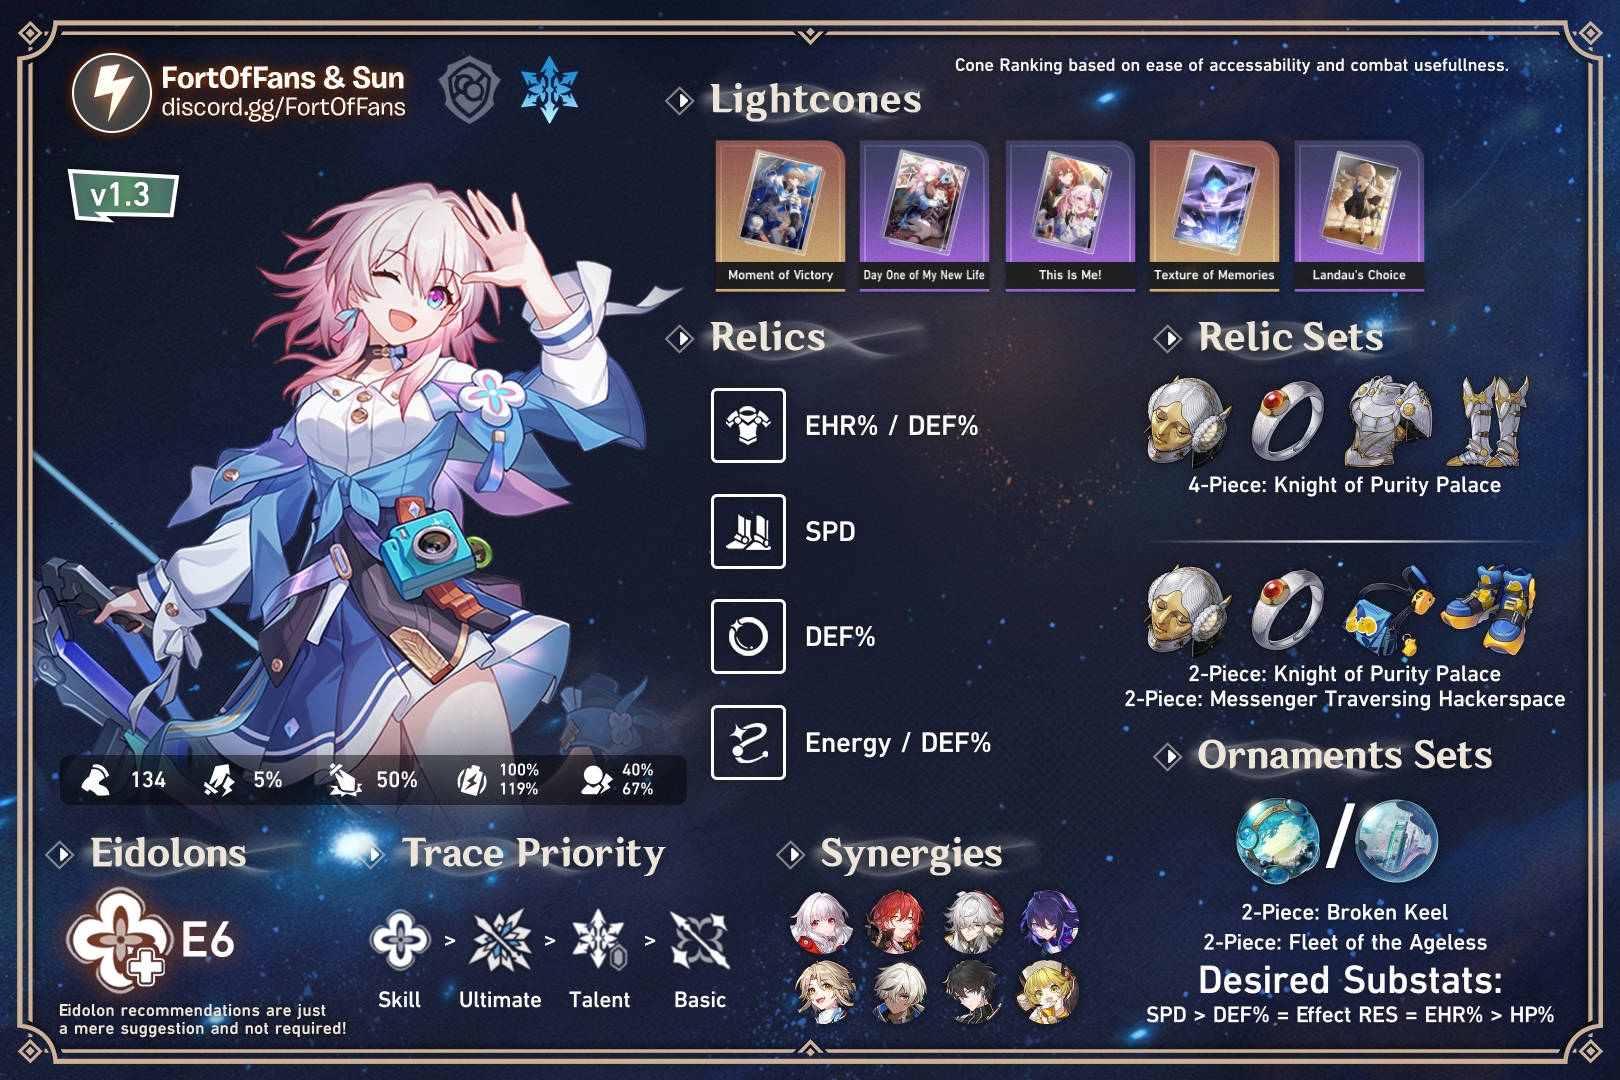 FortOfFans & Sun
discord.gg/FortOfFans
v1.3
Cone Ranking based on ease of accessability and combat usefullness.
Lightcones
Moment of Victory
Day One of My New Life
This Is Me!
Texture of Memories
Landau's Choice
Relics
EHR% / DEF%
SPD
DEF%
Energy / DEF%
Relic Sets
4-Piece: Knight of Purity Palace
2-Piece: Knight of Purity Palace
2-Piece: Messenger Traversing Hackerspace
Ornaments Sets
2-Piece: Broken Keel
2-Piece: Fleet of the Ageless
Desired Substats:
SPD > DEF% = Effect RES = EHR% > HP%
134
5%
50%
100%
119%
40%
67%
Eidolons
E6
Eidolon recommendations are just
a mere suggestion and not required!
Trace Priority
> > >
Skill Ultimate Talent Basic
Synergies